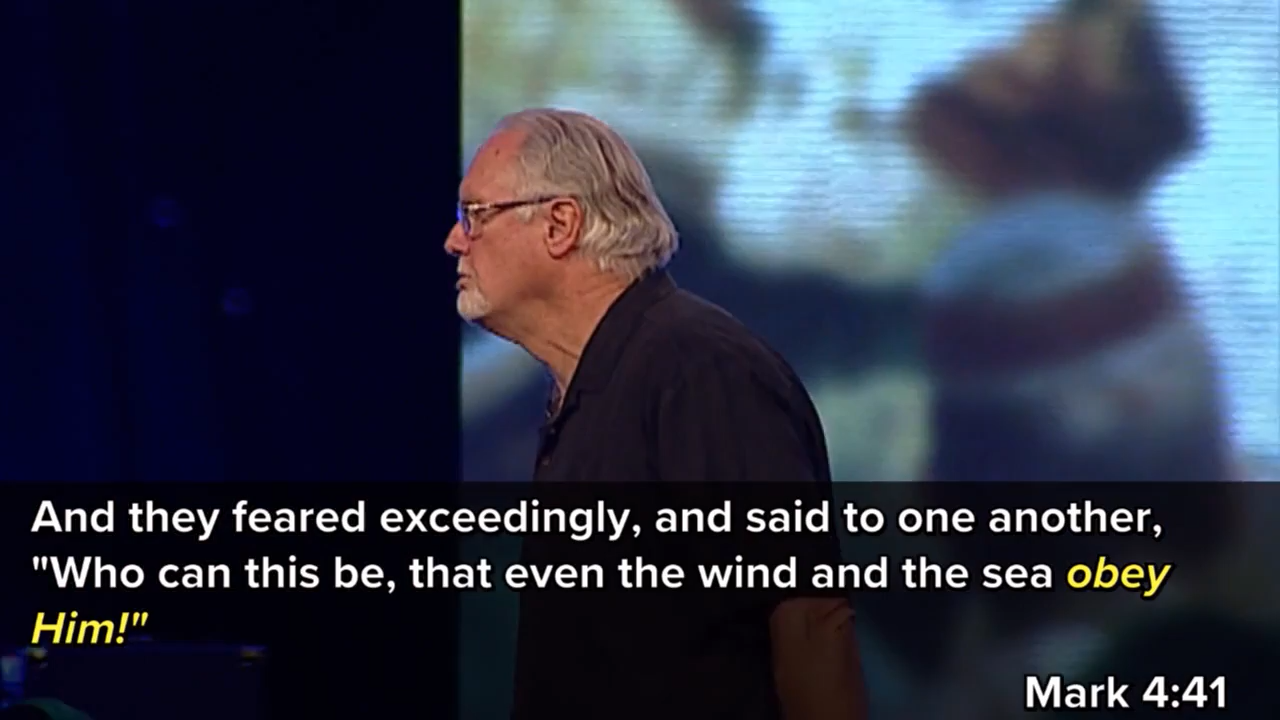 And they feared exceedingly, and said to one another,
"Who can this be, that even the wind and the sea obey
Him!"
Mark 4:41